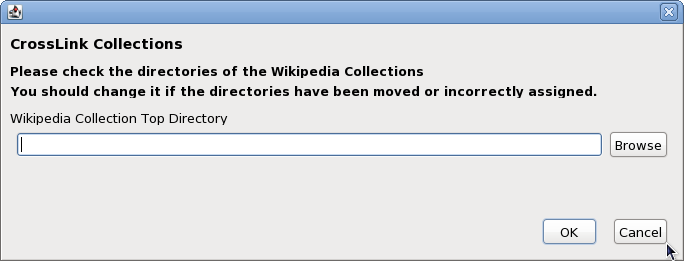 CrossLink Collections
Please check the directories of the Wikipedia Collections
You should change it if the directories have been moved or incorrectly assigned.
Wikipedia Collection Top Directory
Browse
OK
Cancel